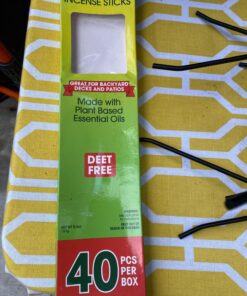 INCENSE STICKS
GREAT FOR BACKYARD
DECKS AND PATIOS
Made with
Plant Based
Essential Oils
DEET
FREE
40
PCS
PER
BOX